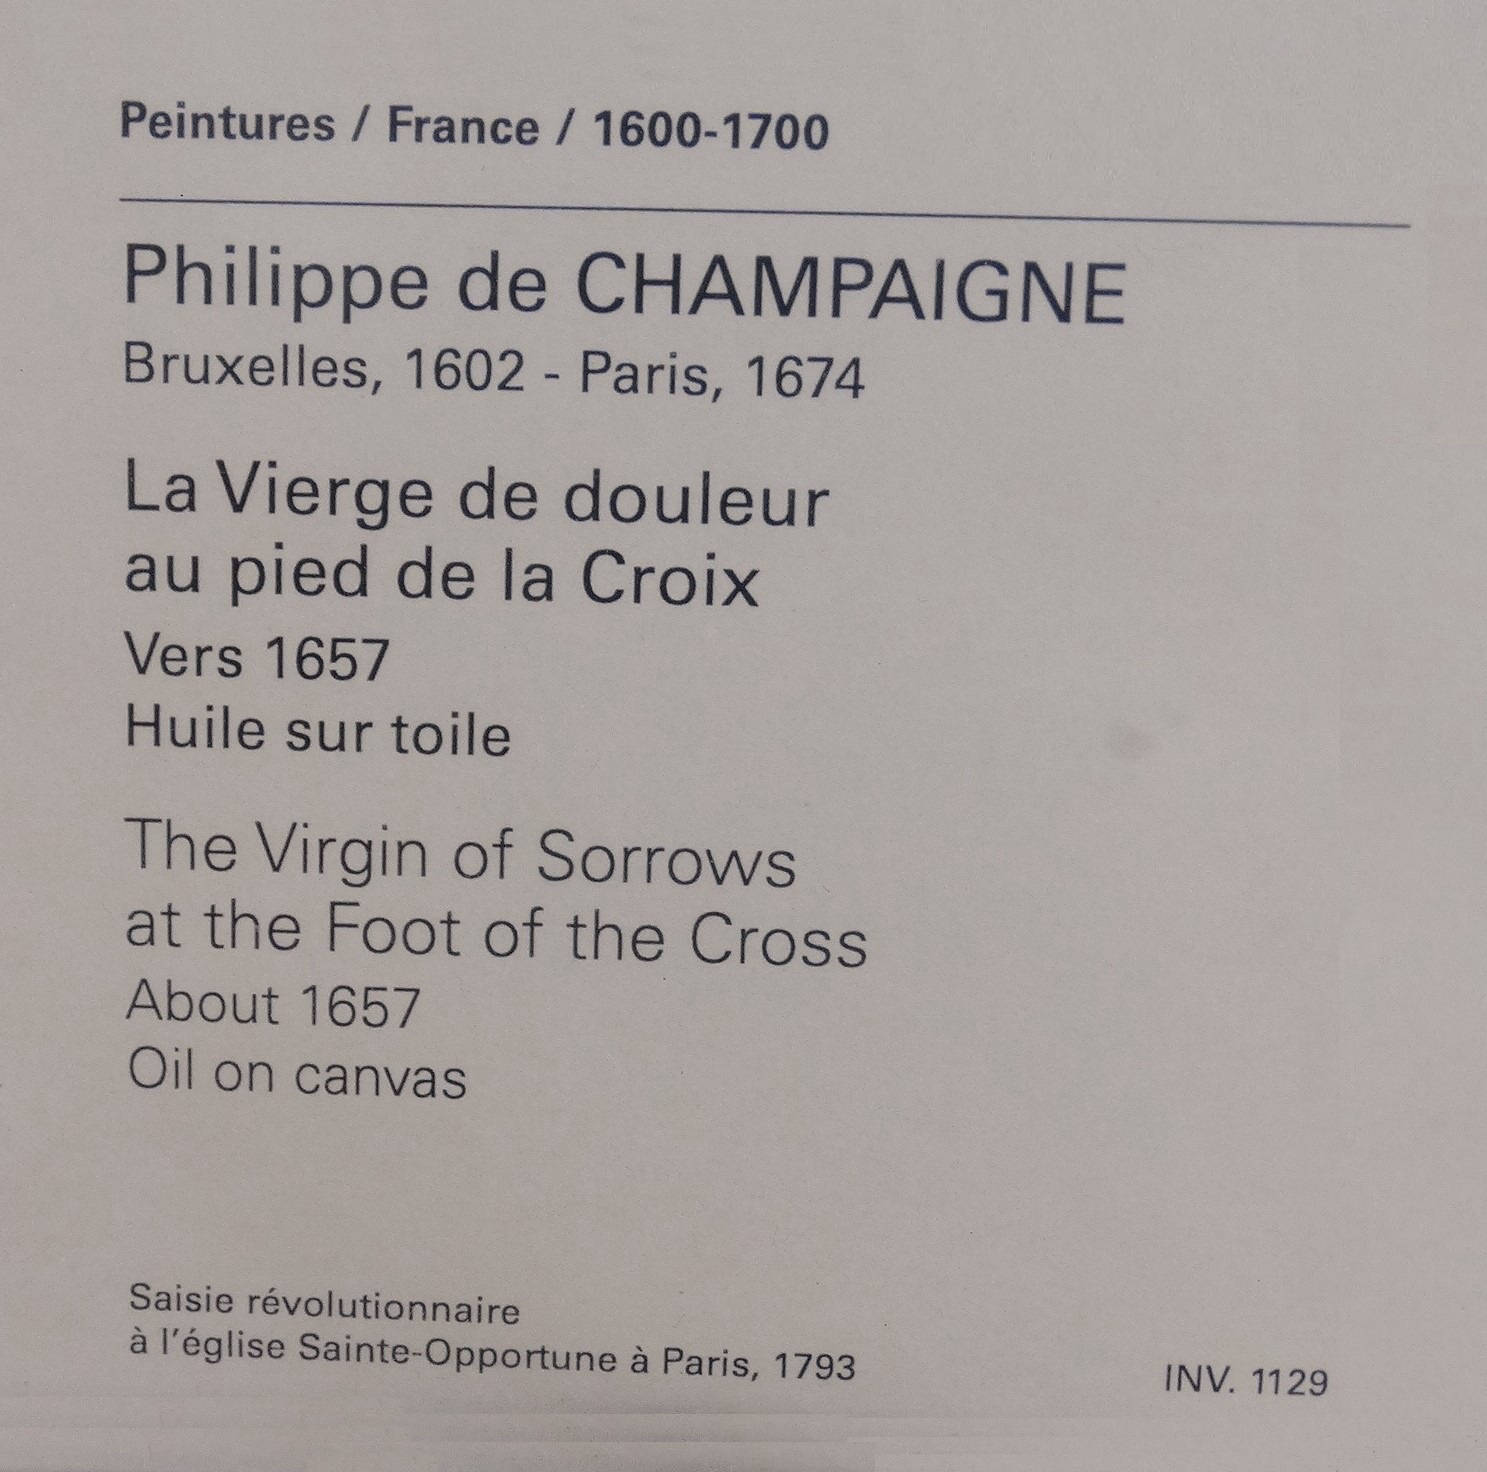 Peintures / France / 1600-1700
Philippe de CHAMPAIGNE
Bruxelles, 1602 - Paris, 1674
La Vierge de douleur
au pied de la Croix
Vers 1657
Huile sur toile
The Virgin of Sorrows
at the Foot of the Cross
About 1657
Oil on canvas
Saisie révolutionnaire
à l'église Sainte-Opportune à Paris, 1793
INV. 1129